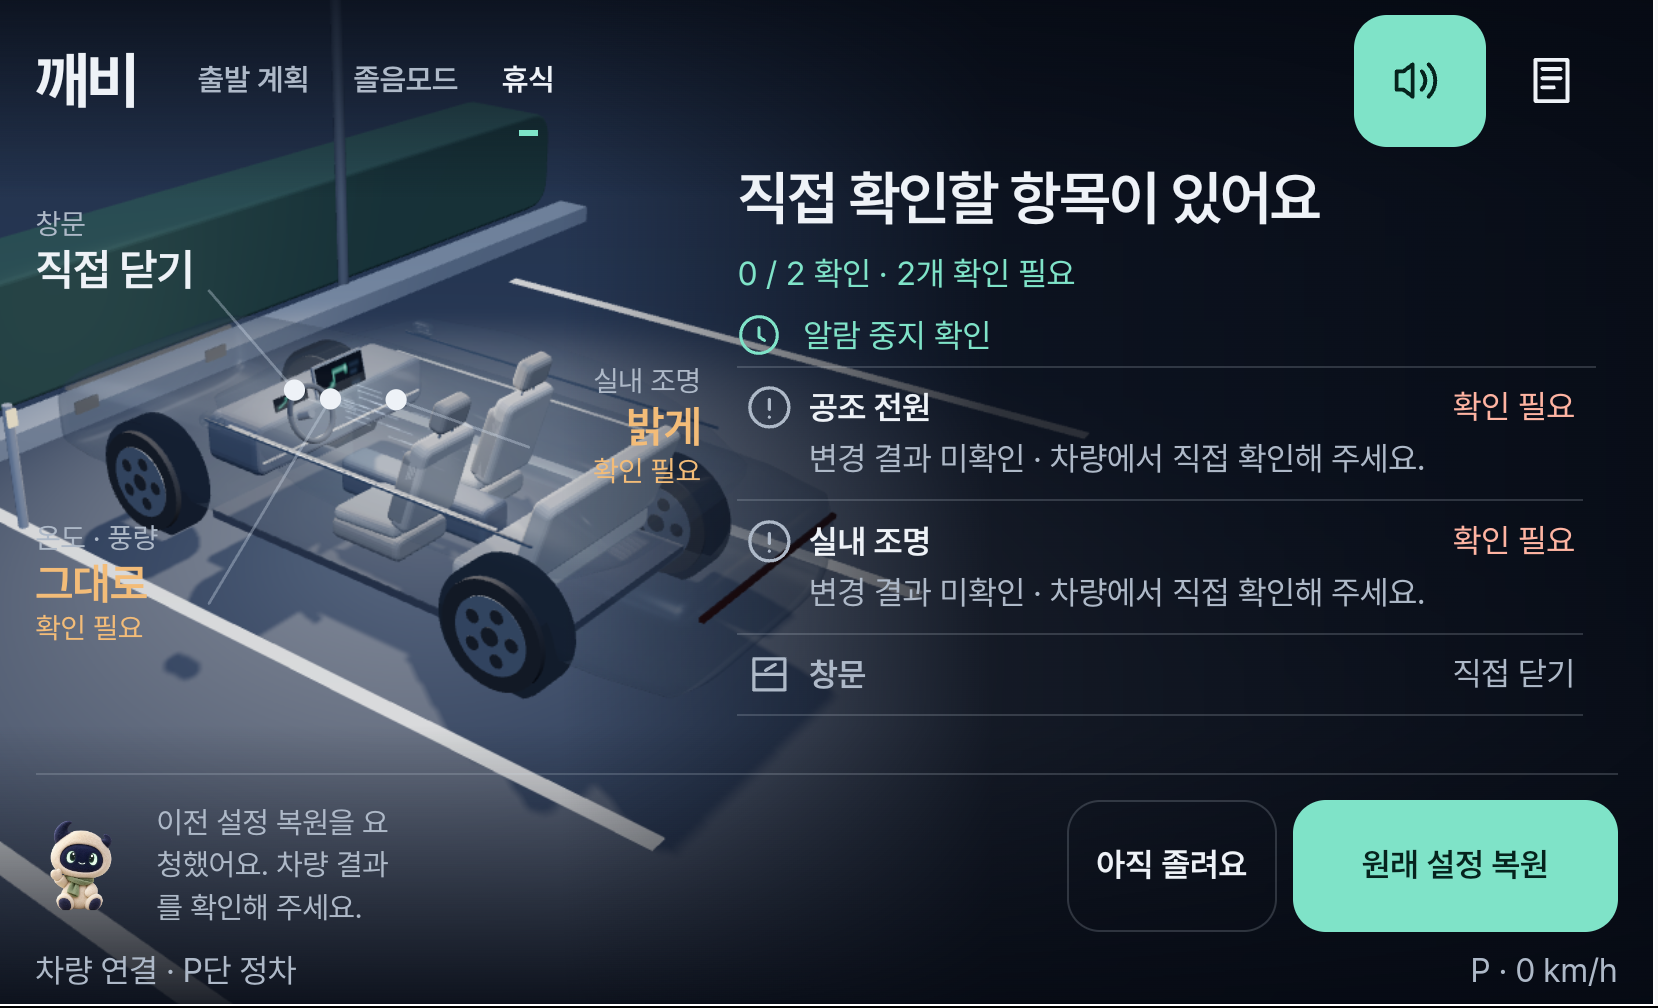 깨비
출발 계획
졸음모드
휴식
창문
직접 닫기
실내 조명
밝게
확인 필요
온도 · 풍량
그대로
확인 필요
직접 확인할 항목이 있어요
0 / 2 확인 · 2개 확인 필요
알람 중지 확인
공조 전원
확인 필요
변경 결과 미확인 · 차량에서 직접 확인해 주세요.
실내 조명
확인 필요
변경 결과 미확인 · 차량에서 직접 확인해 주세요.
창문
직접 닫기
이전 설정 복원을 요
청했어요. 차량 결과
를 확인해 주세요.
아직 졸려요
원래 설정 복원
차량 연결 · P단 정차
P · 0 km/h